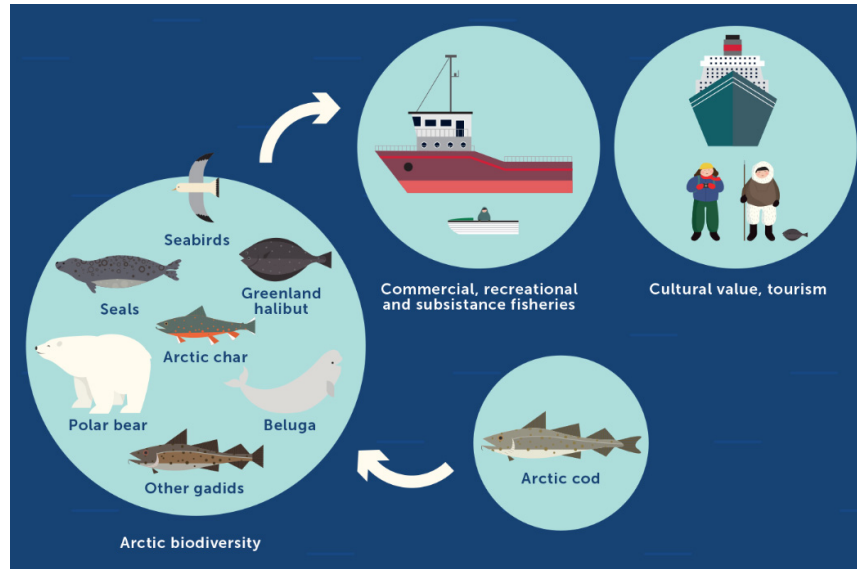 Seabirds
Seals
Greenland
halibut
Arctic char
Polar bear
Beluga
Other gadids
Arctic biodiversity
Commercial, recreational
and subsistance fisheries
Cultural value, tourism
Arctic cod